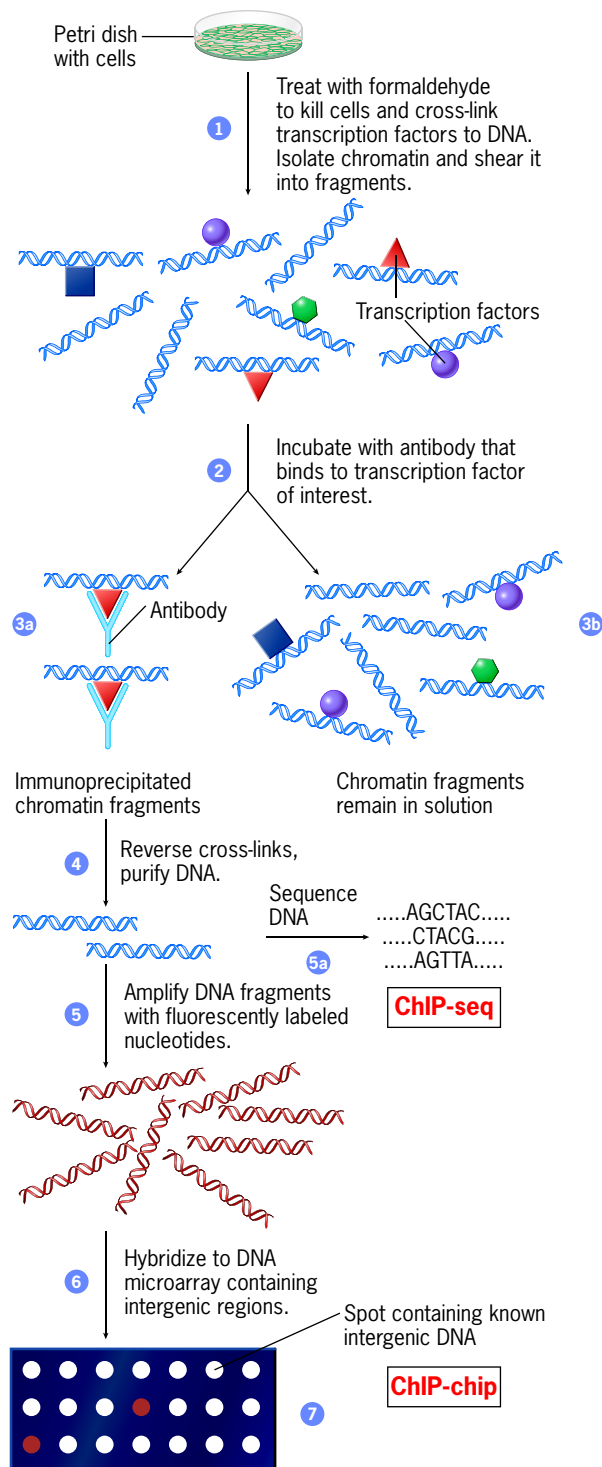 Petri dish
with cells
1
Treat with formaldehyde
to kill cells and cross-link
transcription factors to DNA.
Isolate chromatin and shear it
into fragments.
Transcription factors
2
Incubate with antibody that
binds to transcription factor
of interest.
3a
Antibody
3b
Immunoprecipitated
chromatin fragments
Chromatin fragments
remain in solution
4
Reverse cross-links,
purify DNA.
Sequence
DNA
5a
.....AGCTAC.....
.....CTACG.....
.....AGTTA.....
ChIP-seq
5
Amplify DNA fragments
with fluorescently labeled
nucleotides.
6
Hybridize to DNA
microarray containing
intergenic regions.
Spot containing known
intergenic DNA
ChIP-chip
7